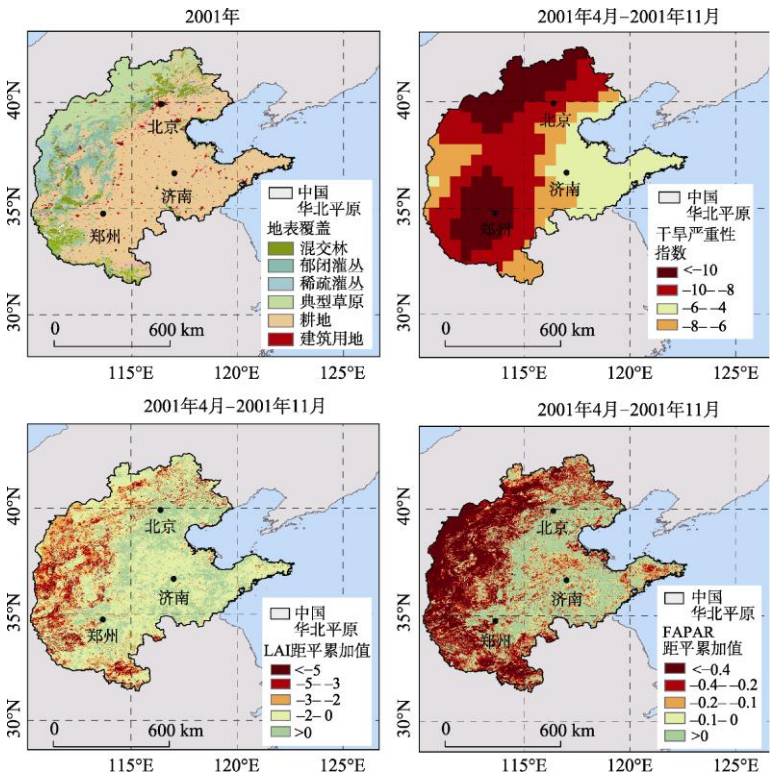 2001年
40°N
35°N
30°N
北京
济南
郑州
中国
华北平原
地表覆盖
混交林
郁闭灌丛
稀疏灌丛
典型草原
耕地
建筑用地
0 600 km
115°E 120°E 125°E
2001年4月–2001年11月
40°N
35°N
30°N
北京
济南
郑州
中国
华北平原
干旱严重性
指数
<–10
–10–​–8
–6–​–4
–8–​–6
0 600 km
115°E 120°E 125°E
2001年4月–2001年11月
40°N
35°N
30°N
北京
济南
郑州
中国
华北平原
LAI距平累加值
<–5
–5–​–3
–3–​–2
–2–0
>0
0 600 km
115°E 120°E 125°E
2001年4月–2001年11月
40°N
35°N
30°N
北京
济南
郑州
中国
华北平原
FAPAR
距平累加值
<–0.4
–0.4–​–0.2
–0.2–​–0.1
–0.1–0
>0
0 600 km
115°E 120°E 125°E